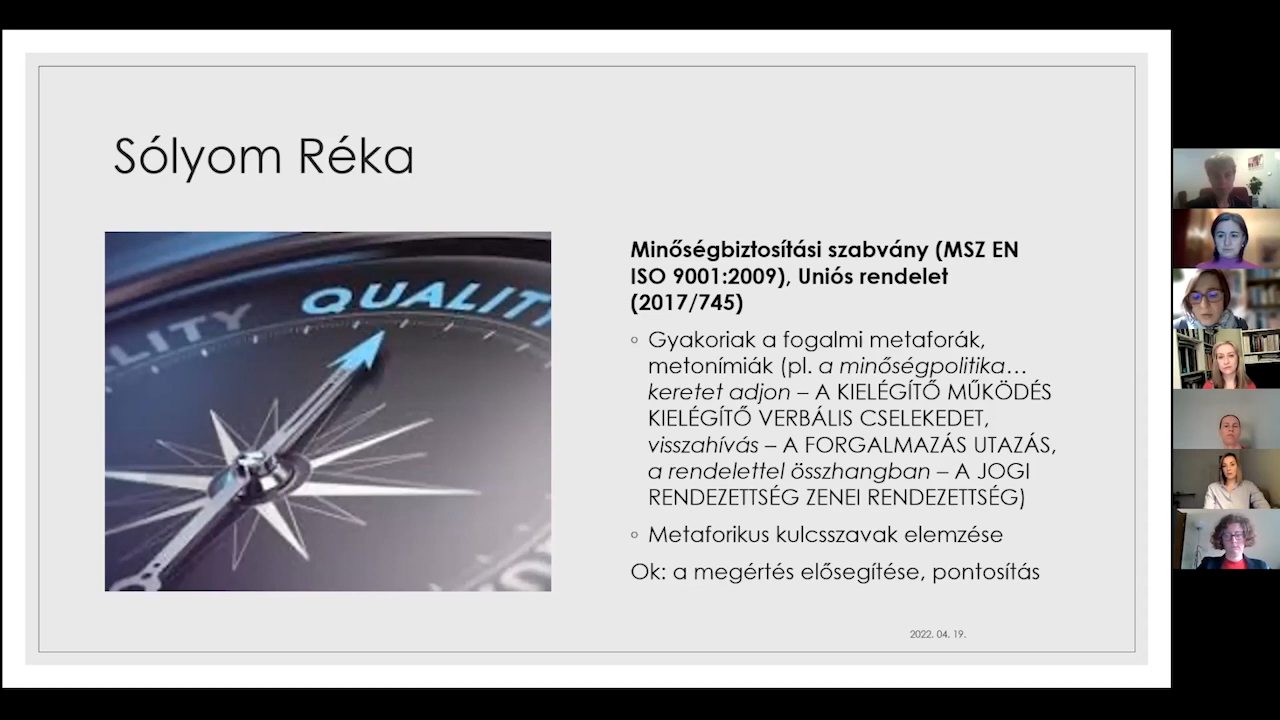 Sólyom Réka
LITY
QUALITY
Minőségbiztosítási szabvány (MSZ EN
ISO 9001:2009), Uniós rendelet
(2017/745)
◦ Gyakoriak a fogalmi metaforák,
metonímiák (pl. a minőségpolitika…
keretet adjon – A KIELÉGÍTŐ MŰKÖDÉS
KIELÉGÍTŐ VERBÁLIS CSELEKEDET,
visszahívás – A FORGALMAZÁS UTAZÁS,
a rendelettel összhangban – A JOGI
RENDEZETTSÉG ZENEI RENDEZETTSÉG)
◦ Metaforikus kulcsszavak elemzése
Ok: a megértés elősegítése, pontosítás
2022. 04. 19.